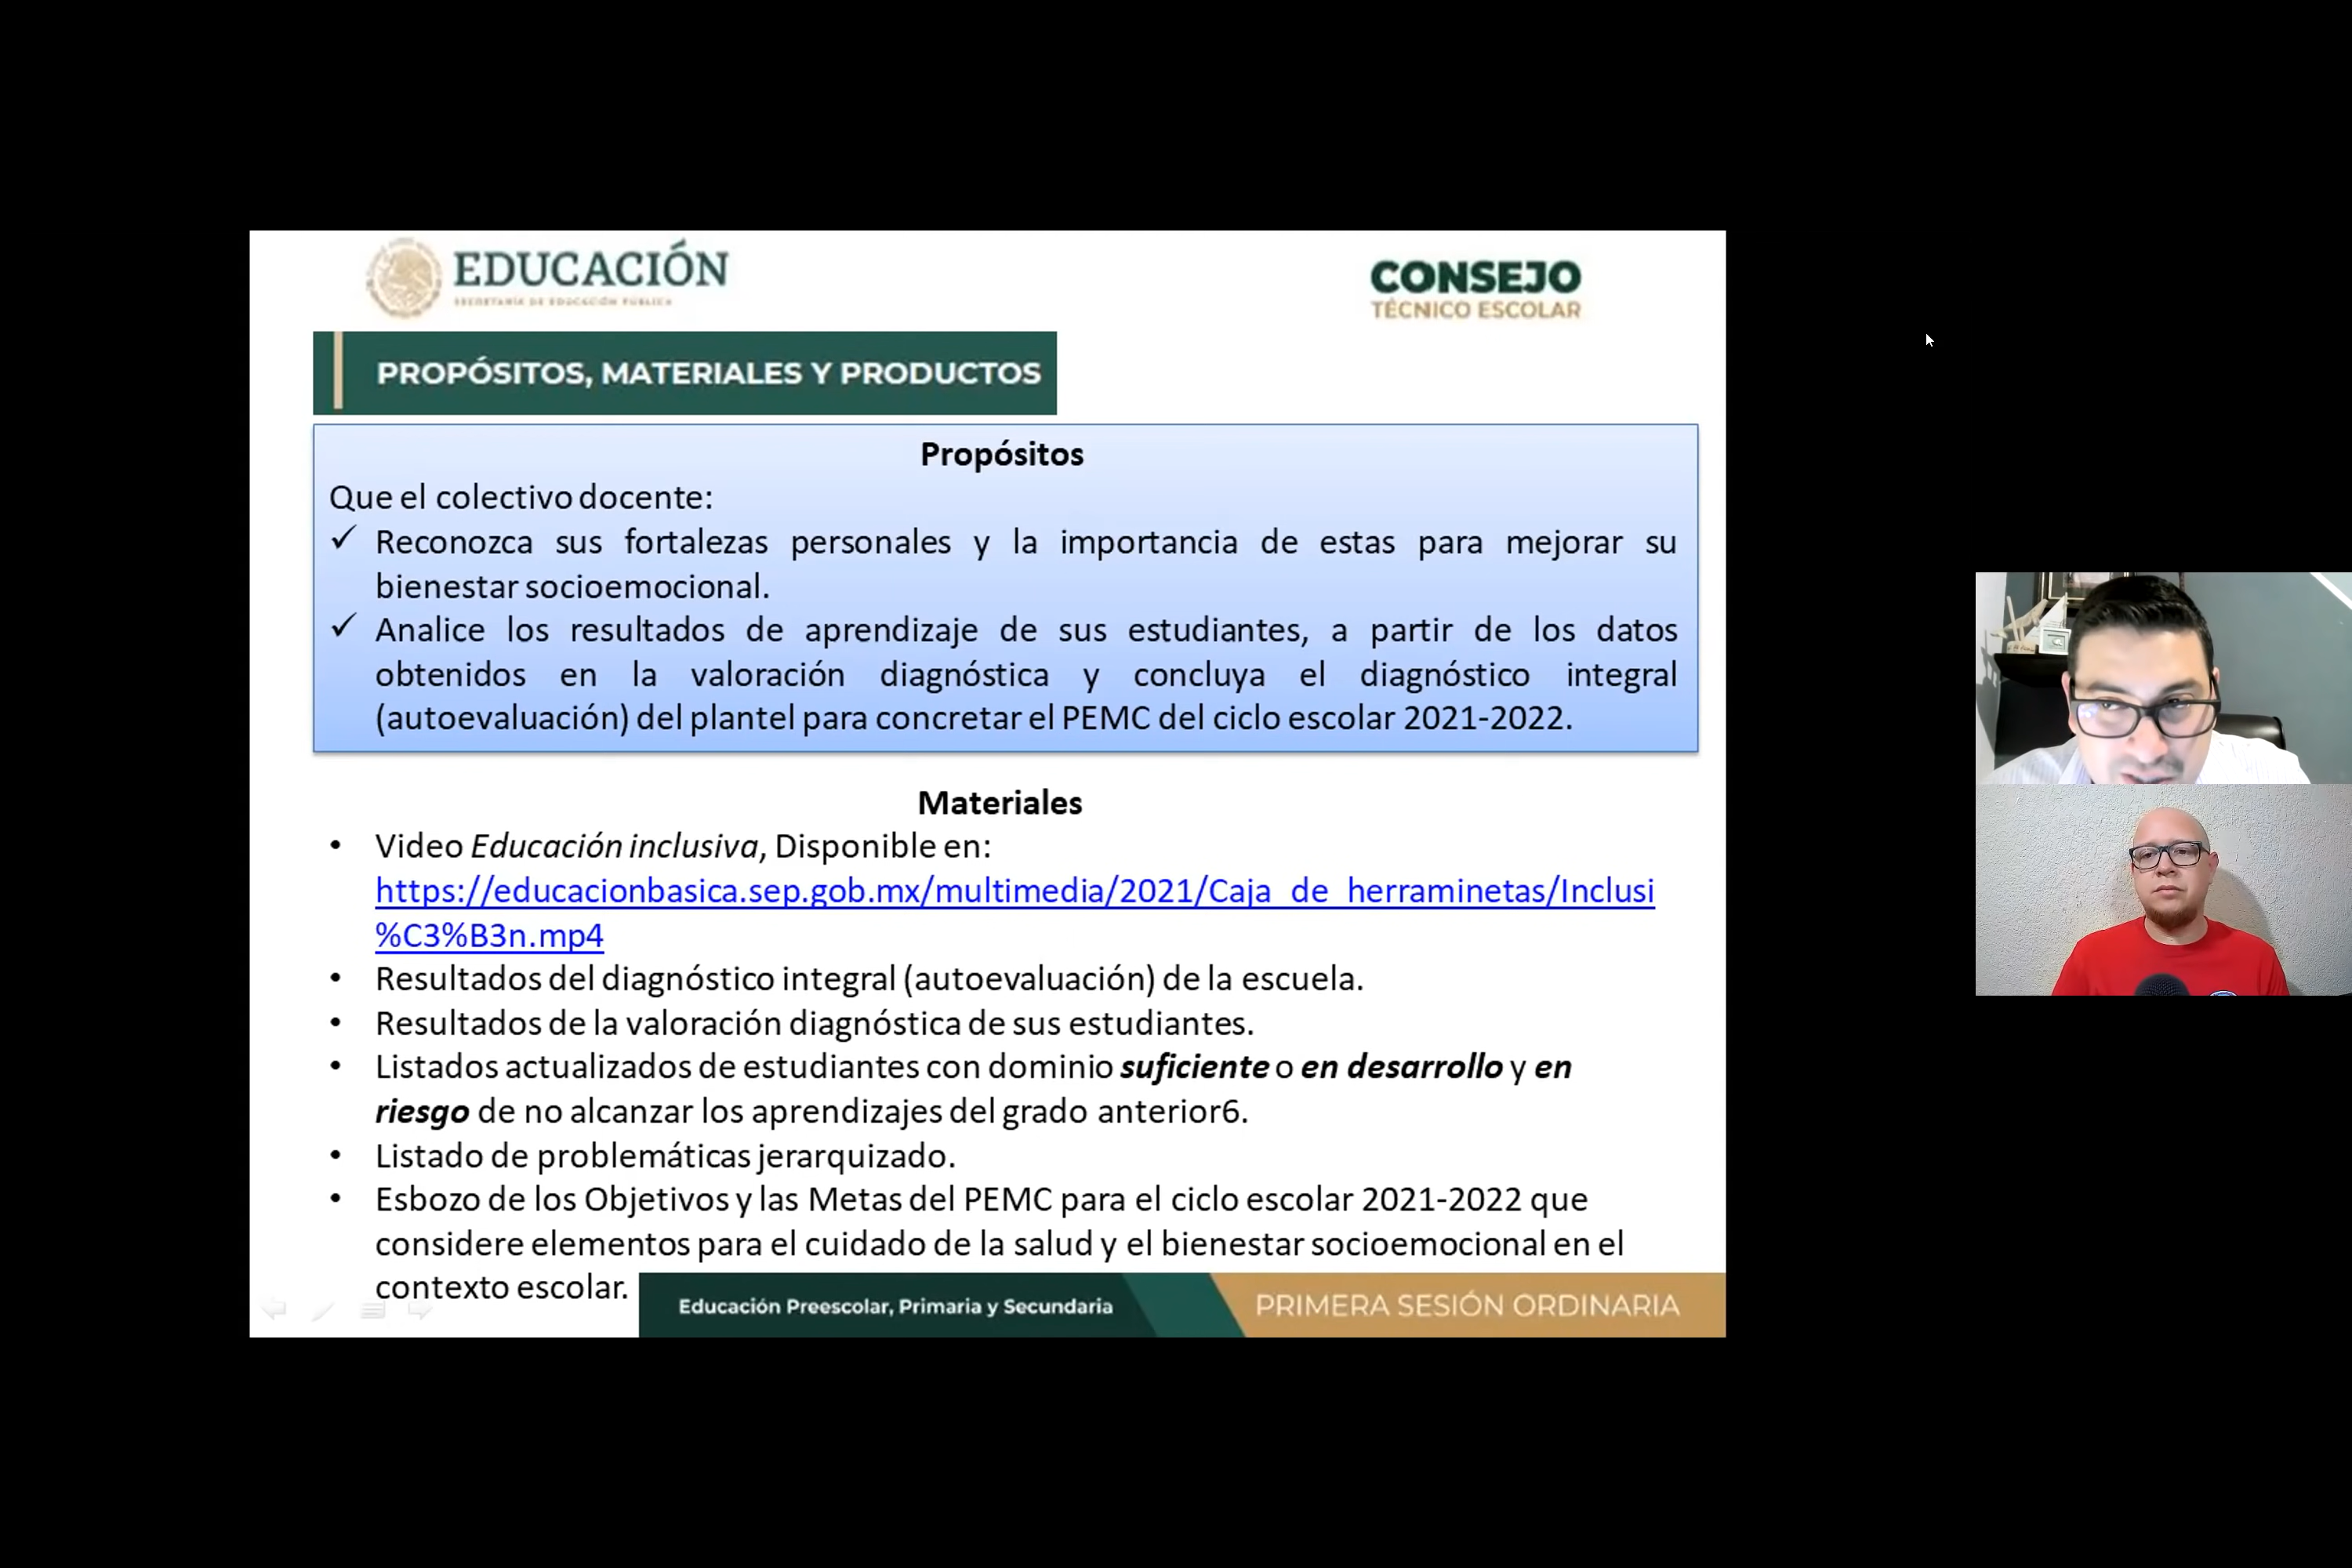 EDUCACIÓN
SECRETARÍA DE EDUCACIÓN PÚBLICA
CONSEJO
TÉCNICO ESCOLAR
PROPÓSITOS, MATERIALES Y PRODUCTOS
Propósitos
Que el colectivo docente:
✓ Reconozca sus fortalezas personales y la importancia de estas para mejorar su
bienestar socioemocional.
✓ Analice los resultados de aprendizaje de sus estudiantes, a partir de los datos
obtenidos en la valoración diagnóstica y concluya el diagnóstico integral
(autoevaluación) del plantel para concretar el PEMC del ciclo escolar 2021-2022.
Materiales
• Video Educación inclusiva, Disponible en:
https://educacionbasica.sep.gob.mx/multimedia/2021/Caja_de_herraminetas/Inclusi
%C3%B3n.mp4
• Resultados del diagnóstico integral (autoevaluación) de la escuela.
• Resultados de la valoración diagnóstica de sus estudiantes.
• Listados actualizados de estudiantes con dominio suficiente o en desarrollo y en
riesgo de no alcanzar los aprendizajes del grado anterior6.
• Listado de problemáticas jerarquizado.
• Esbozo de los Objetivos y las Metas del PEMC para el ciclo escolar 2021-2022 que
considere elementos para el cuidado de la salud y el bienestar socioemocional en el
contexto escolar.
Educación Preescolar, Primaria y Secundaria
PRIMERA SESIÓN ORDINARIA